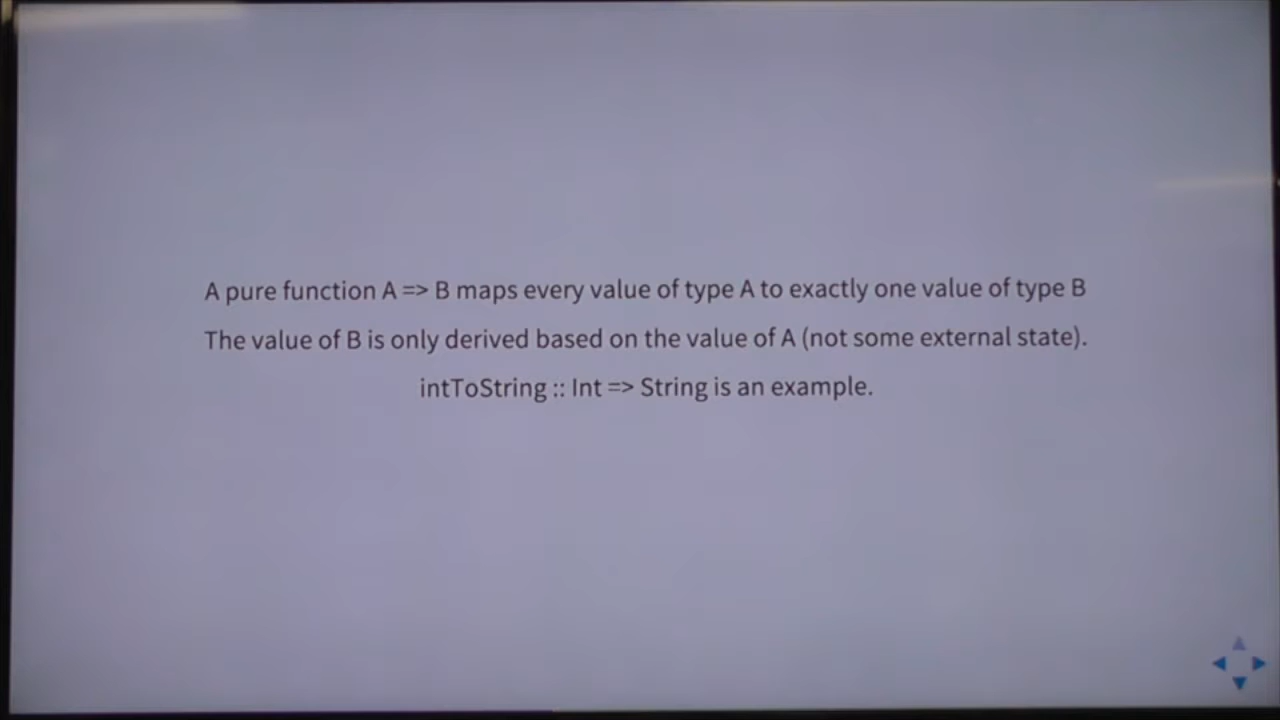 A pure function A => B maps every value of type A to exactly one value of type B
The value of B is only derived based on the value of A (not some external state).
intToString :: Int => String is an example.